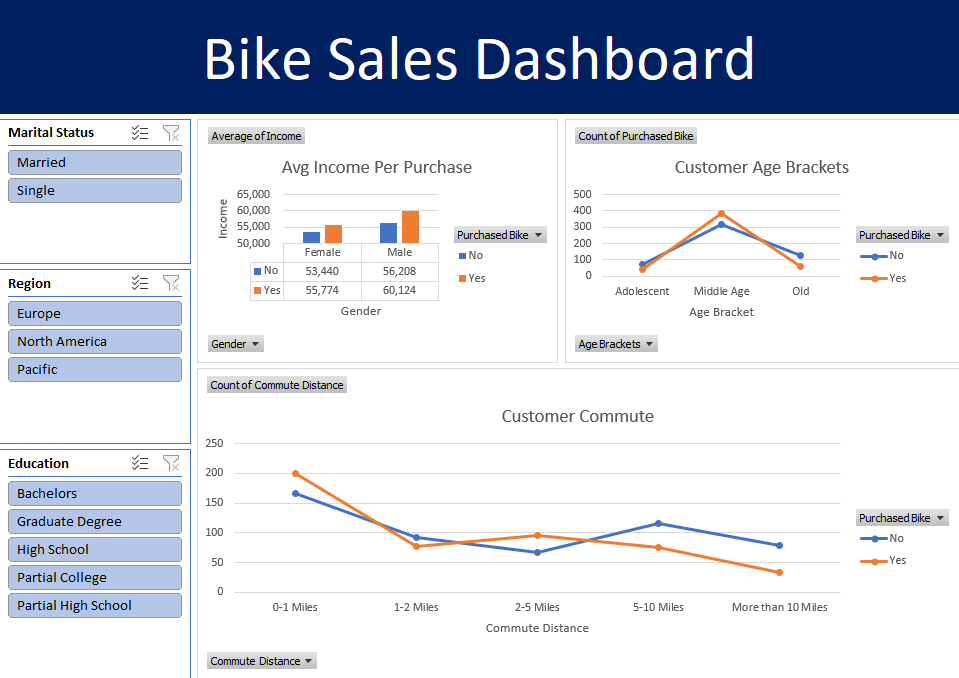 Bike Sales Dashboard
Marital Status
Married
Single
Region
Europe
North America
Pacific
Education
Bachelors
Graduate Degree
High School
Partial College
Partial High School
Average of Income
Avg Income Per Purchase
65,000
60,000
55,000
50,000
Income
Female Male
No 53,440 56,208
Yes 55,774 60,124
Gender
Purchased Bike
No
Yes
Gender
Count of Purchased Bike
Customer Age Brackets
500
400
300
200
100
0
Adolescent Middle Age Old
Age Bracket
Purchased Bike
No
Yes
Age Brackets
Count of Commute Distance
Customer Commute
250
200
150
100
50
0
0-1 Miles 1-2 Miles 2-5 Miles 5-10 Miles More than 10 Miles
Commute Distance
Purchased Bike
No
Yes
Commute Distance